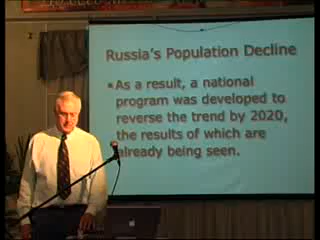 Russia's Population Decline
As a result, a national
program was developed to
reverse the trend by 2020,
the results of which are
already being seen.